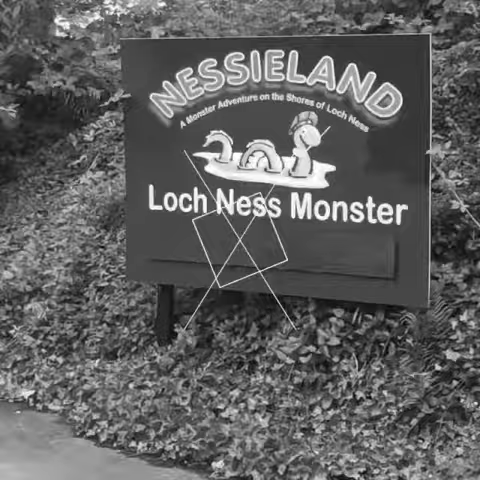 NESSIELAND
A Monster Adventure on the Shores of Loch Ness
Loch Ness Monster